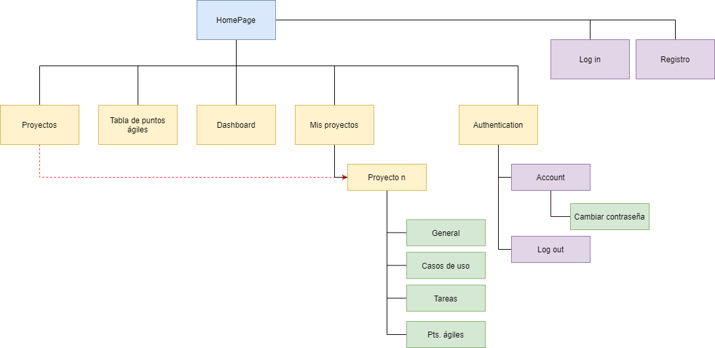 HomePage
Log in
Registro
Proyectos
Tabla de puntos
ágiles
Dashboard
Mis proyectos
Authentication
Proyecto n
Account
General
Cambiar contraseña
Casos de uso
Log out
Tareas
Pts. ágiles